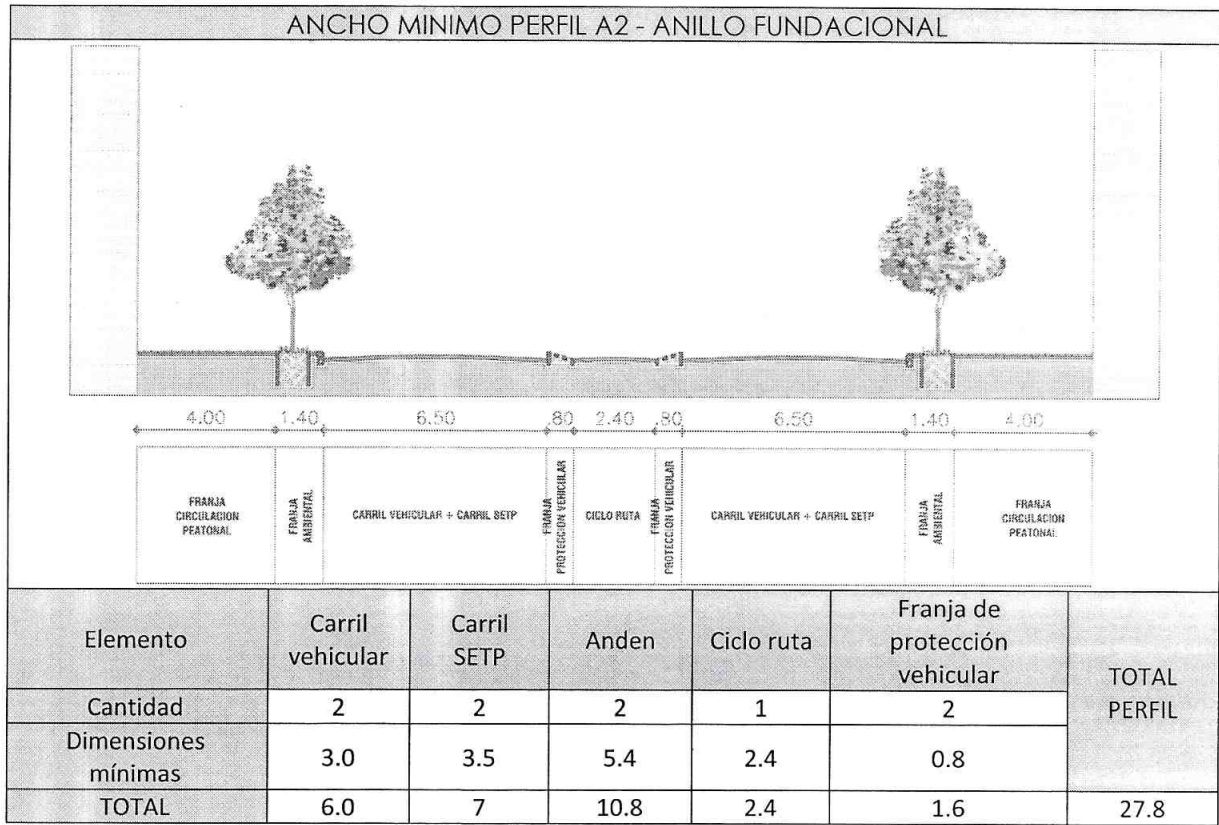 ANCHO MINIMO PERFIL A2 - ANILLO FUNDACIONAL
4.00 1.40 6.50 .80 2.40 .80 6.50 1.40 4.00
FRANJA
CIRCULACION
PEATONAL
FRANJA
AMBIENTAL
CARRIL VEHICULAR + CARRIL SETP
FRANJA
PROTECCION VEHICULAR
CICLO RUTA
FRANJA
PROTECCION VEHICULAR
CARRIL VEHICULAR + CARRIL SETP
FRANJA
AMBIENTAL
FRANJA
CIRCULACION
PEATONAL
Elemento
Carril
vehicular
Carril
SETP
Anden
Ciclo ruta
Franja de
protección
vehicular
TOTAL
PERFIL
Cantidad 2 2 2 1 2
Dimensiones
mínimas
3.0 3.5 5.4 2.4 0.8
TOTAL 6.0 7 10.8 2.4 1.6 27.8